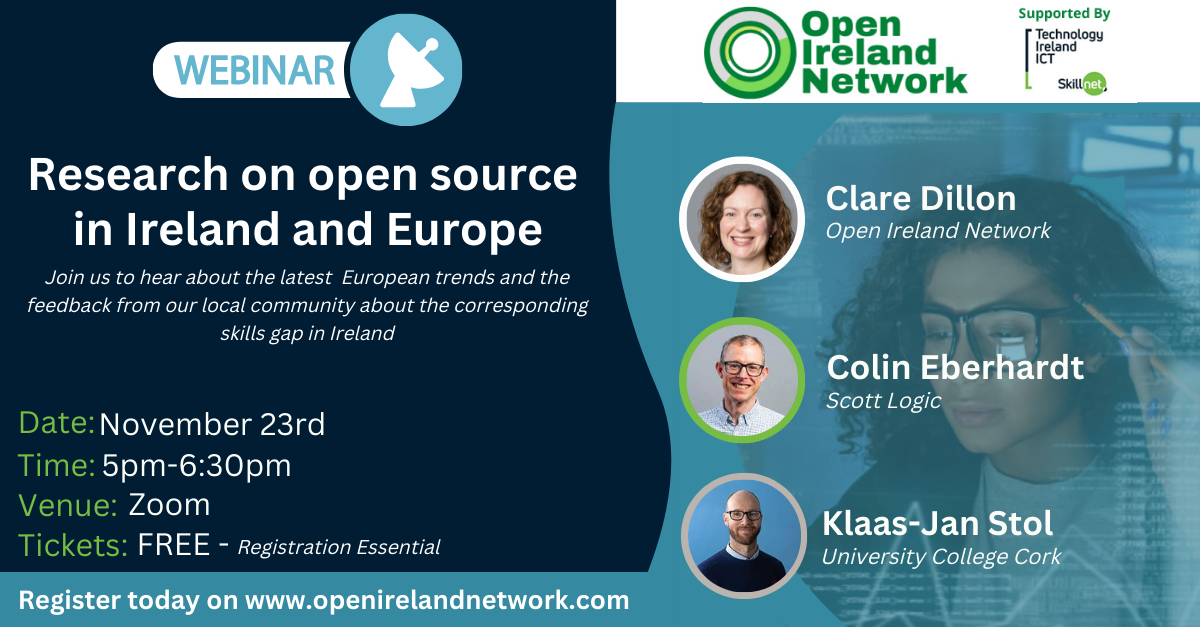 WEBINAR
Research on open source
in Ireland and Europe
Join us to hear about the latest European trends and the
feedback from our local community about the corresponding
skills gap in Ireland
Date: November 23rd
Time: 5pm-6:30pm
Venue: Zoom
Tickets: FREE - Registration Essential
Register today on www.openirelandnetwork.com
Open
Ireland
Network
Supported By
Technology
Ireland
ICT
Skillnet
Clare Dillon
Open Ireland Network
Colin Eberhardt
Scott Logic
Klaas-Jan Stol
University College Cork